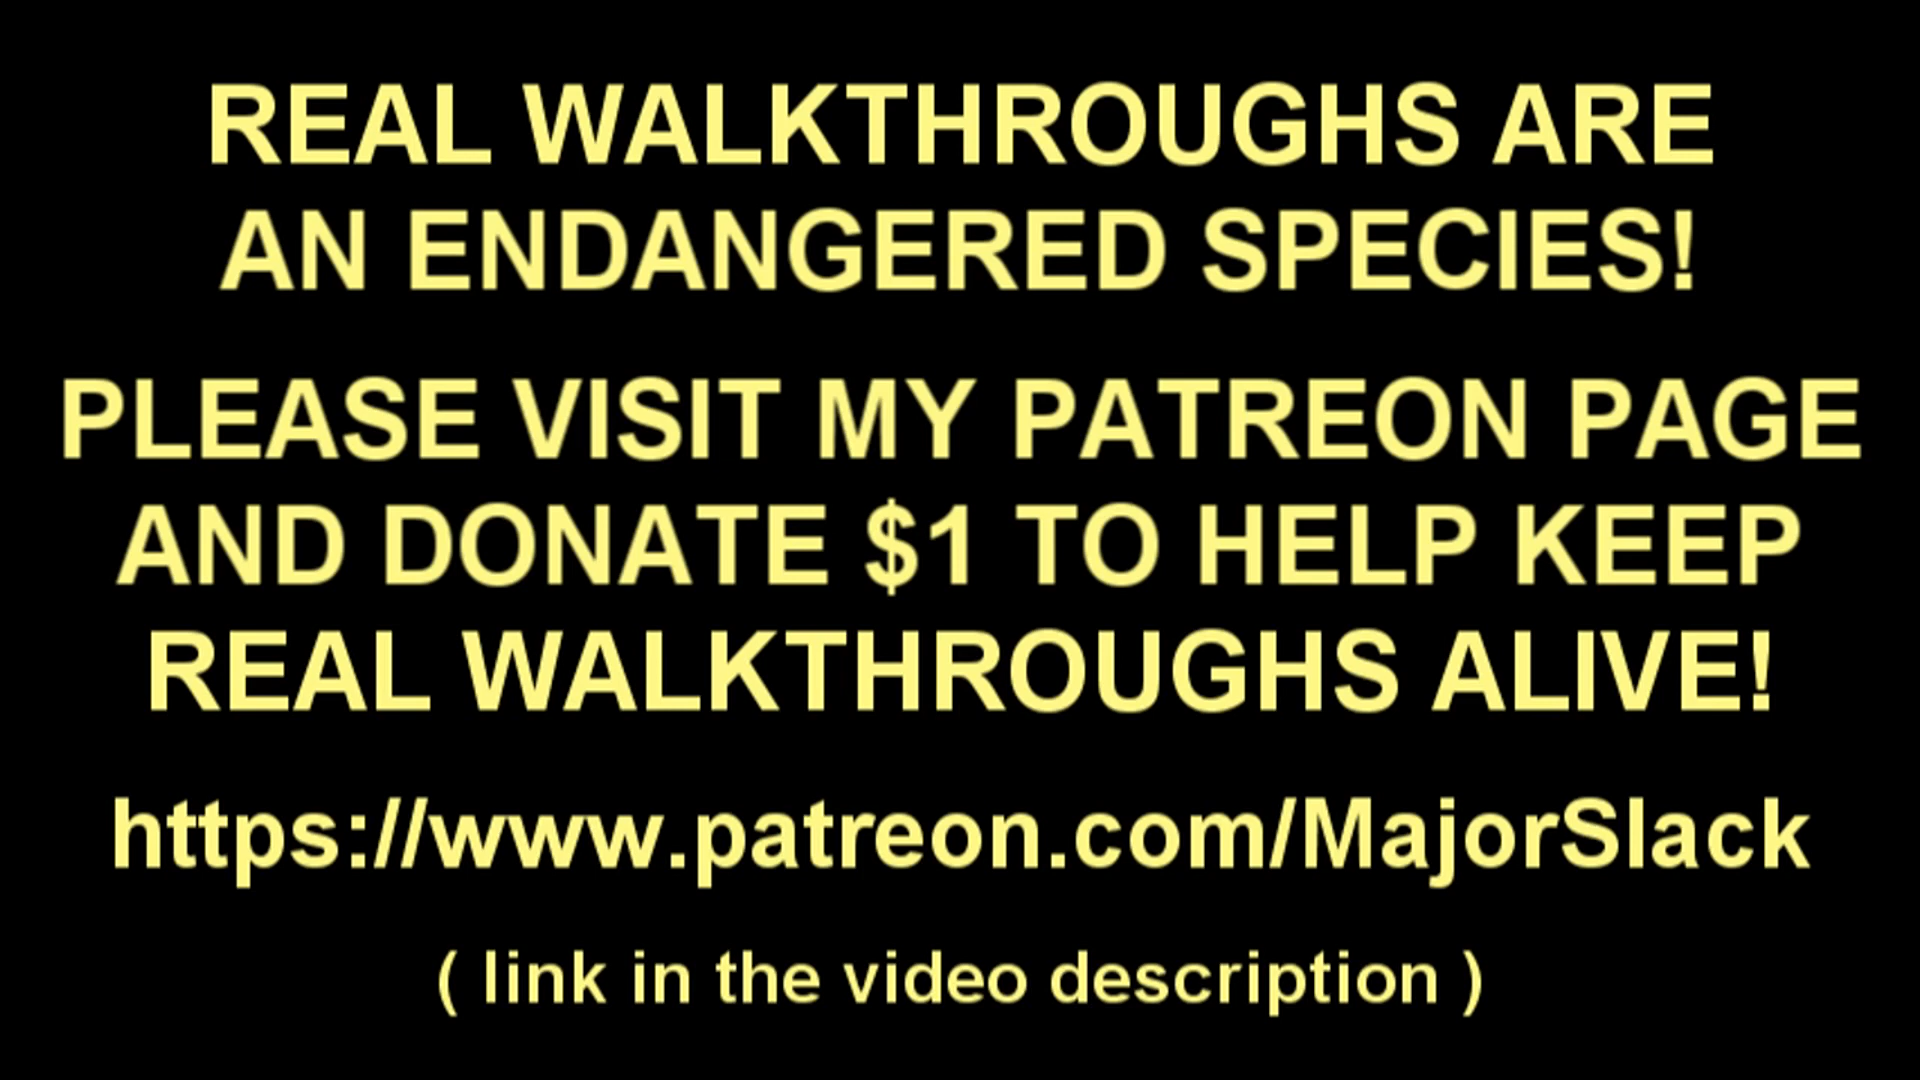 REAL WALKTHROUGHS ARE
AN ENDANGERED SPECIES!
PLEASE VISIT MY PATREON PAGE
AND DONATE $1 TO HELP KEEP
REAL WALKTHROUGHS ALIVE!
https://www.patreon.com/MajorSlack
( link in the video description )